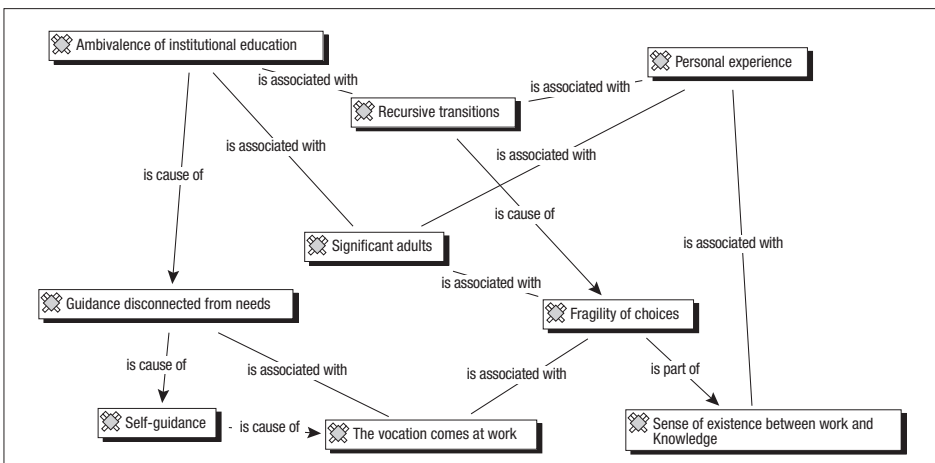 Ambivalence of institutional education
Personal experience
is associated with
is associated with
Recursive transitions
is associated with
is associated with
is cause of
is cause of
Significant adults
is associated with
is associated with
Guidance disconnected from needs
Fragility of choices
is cause of
is associated with
is associated with
is part of
Self-guidance
is cause of
The vocation comes at work
Sense of existence between work and
Knowledge